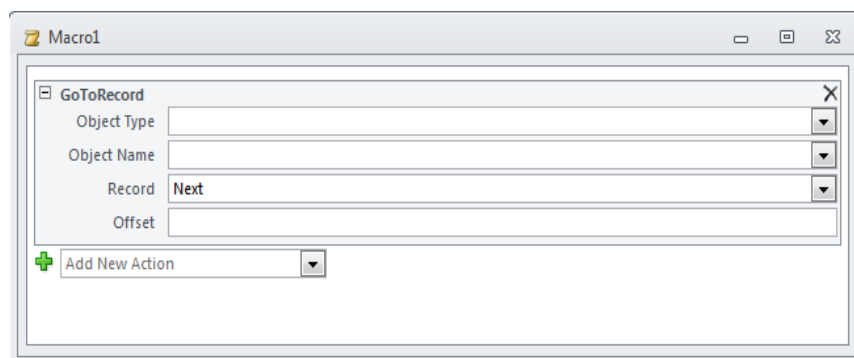 Macro1
GoToRecord
Object Type
Object Name
Record Next
Offset
Add New Action